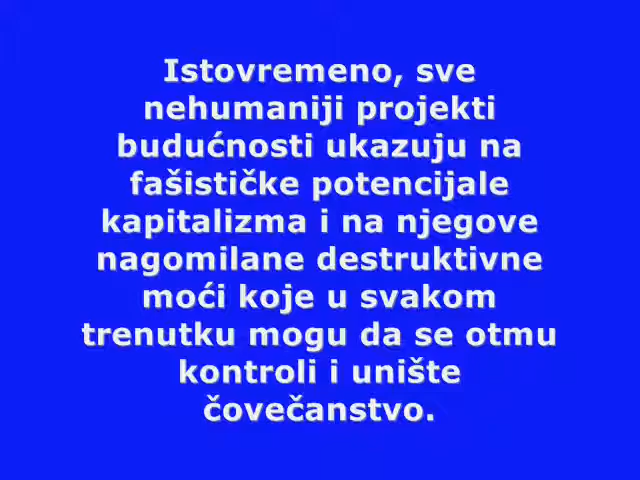 Istovremeno, sve
nehumaniji projekti
budućnosti ukazuju na
fašističke potencijale
kapitalizma i na njegove
nagomilane destruktivne
moći koje u svakom
trenutku mogu da se otmu
kontroli i unište
čovečanstvo.